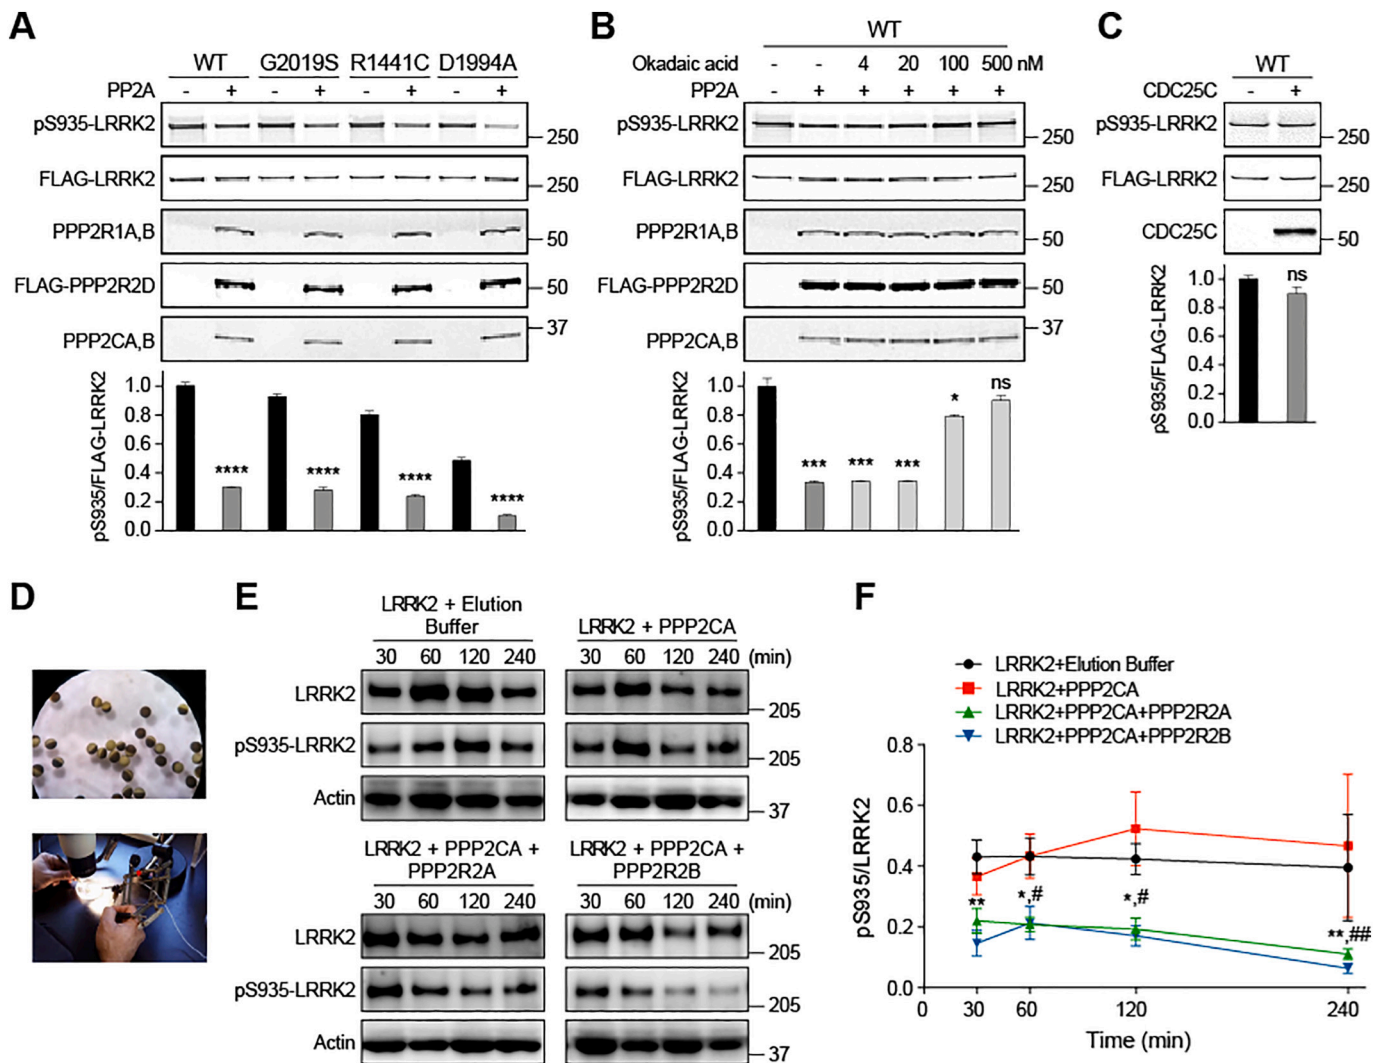 A
WT G2019S R1441C D1994A
PP2A - + - + - + - +
pS935-LRRK2
250
FLAG-LRRK2
250
PPP2R1A,B
50
FLAG-PPP2R2D
50
PPP2CA,B
37
pS935/FLAG-LRRK2
1.0
0.8
0.6
0.4
0.2
0.0
**** **** **** ****
B
WT
Okadaic acid - - 4 20 100 500 nM
PP2A - + + + + +
pS935-LRRK2
250
FLAG-LRRK2
250
PPP2R1A,B
50
FLAG-PPP2R2D
50
PPP2CA,B
37
pS935/FLAG-LRRK2
1.0
0.8
0.6
0.4
0.2
0.0
*** *** *** * ns
C
WT
CDC25C - +
pS935-LRRK2
250
FLAG-LRRK2
250
CDC25C
50
pS935/FLAG-LRRK2
1.0
0.8
0.6
0.4
0.2
0.0
ns
D
E
LRRK2 + Elution
Buffer
30 60 120 240
LRRK2 + PPP2CA
30 60 120 240 (min)
LRRK2
205
pS935-LRRK2
205
Actin
37
LRRK2 + PPP2CA +
PPP2R2A
30 60 120 240
LRRK2 + PPP2CA +
PPP2R2B
30 60 120 240 (min)
LRRK2
205
pS935-LRRK2
205
Actin
37
F
LRRK2+Elution Buffer
LRRK2+PPP2CA
LRRK2+PPP2CA+PPP2R2A
LRRK2+PPP2CA+PPP2R2B
pS935/LRRK2
0.8
0.6
0.4
0.2
0.0
** *,# *,# **,##
0 30 60 120 240
Time (min)